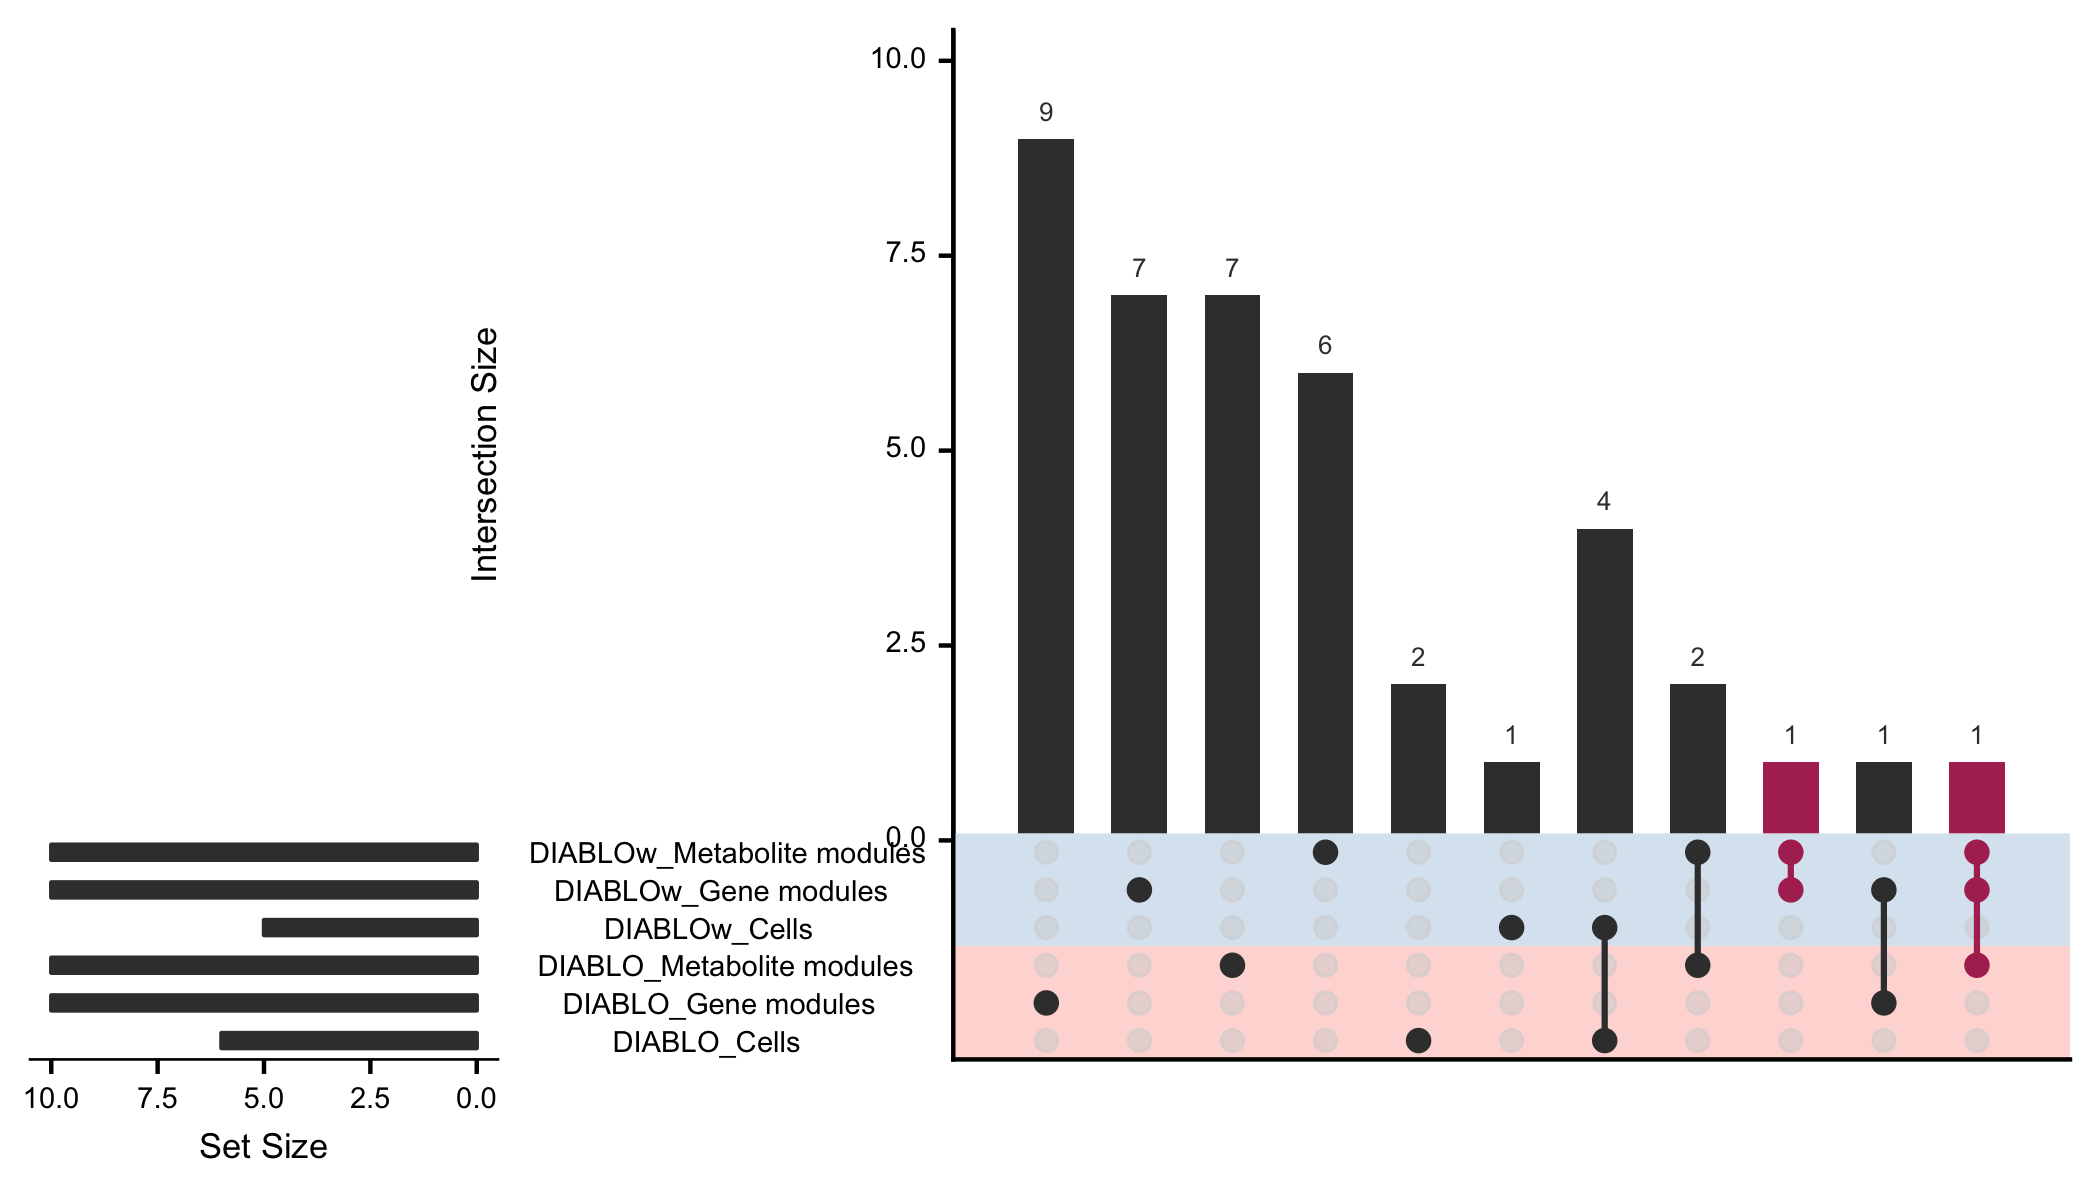 10.0
7.5
5.0
2.5
0.0
Intersection Size
9
7
7
6
2
1
4
2
1
1
1
DIABLOw_Metabolite modules
DIABLOw_Gene modules
DIABLOw_Cells
DIABLO_Metabolite modules
DIABLO_Gene modules
DIABLO_Cells
10.0 7.5 5.0 2.5 0.0
Set Size